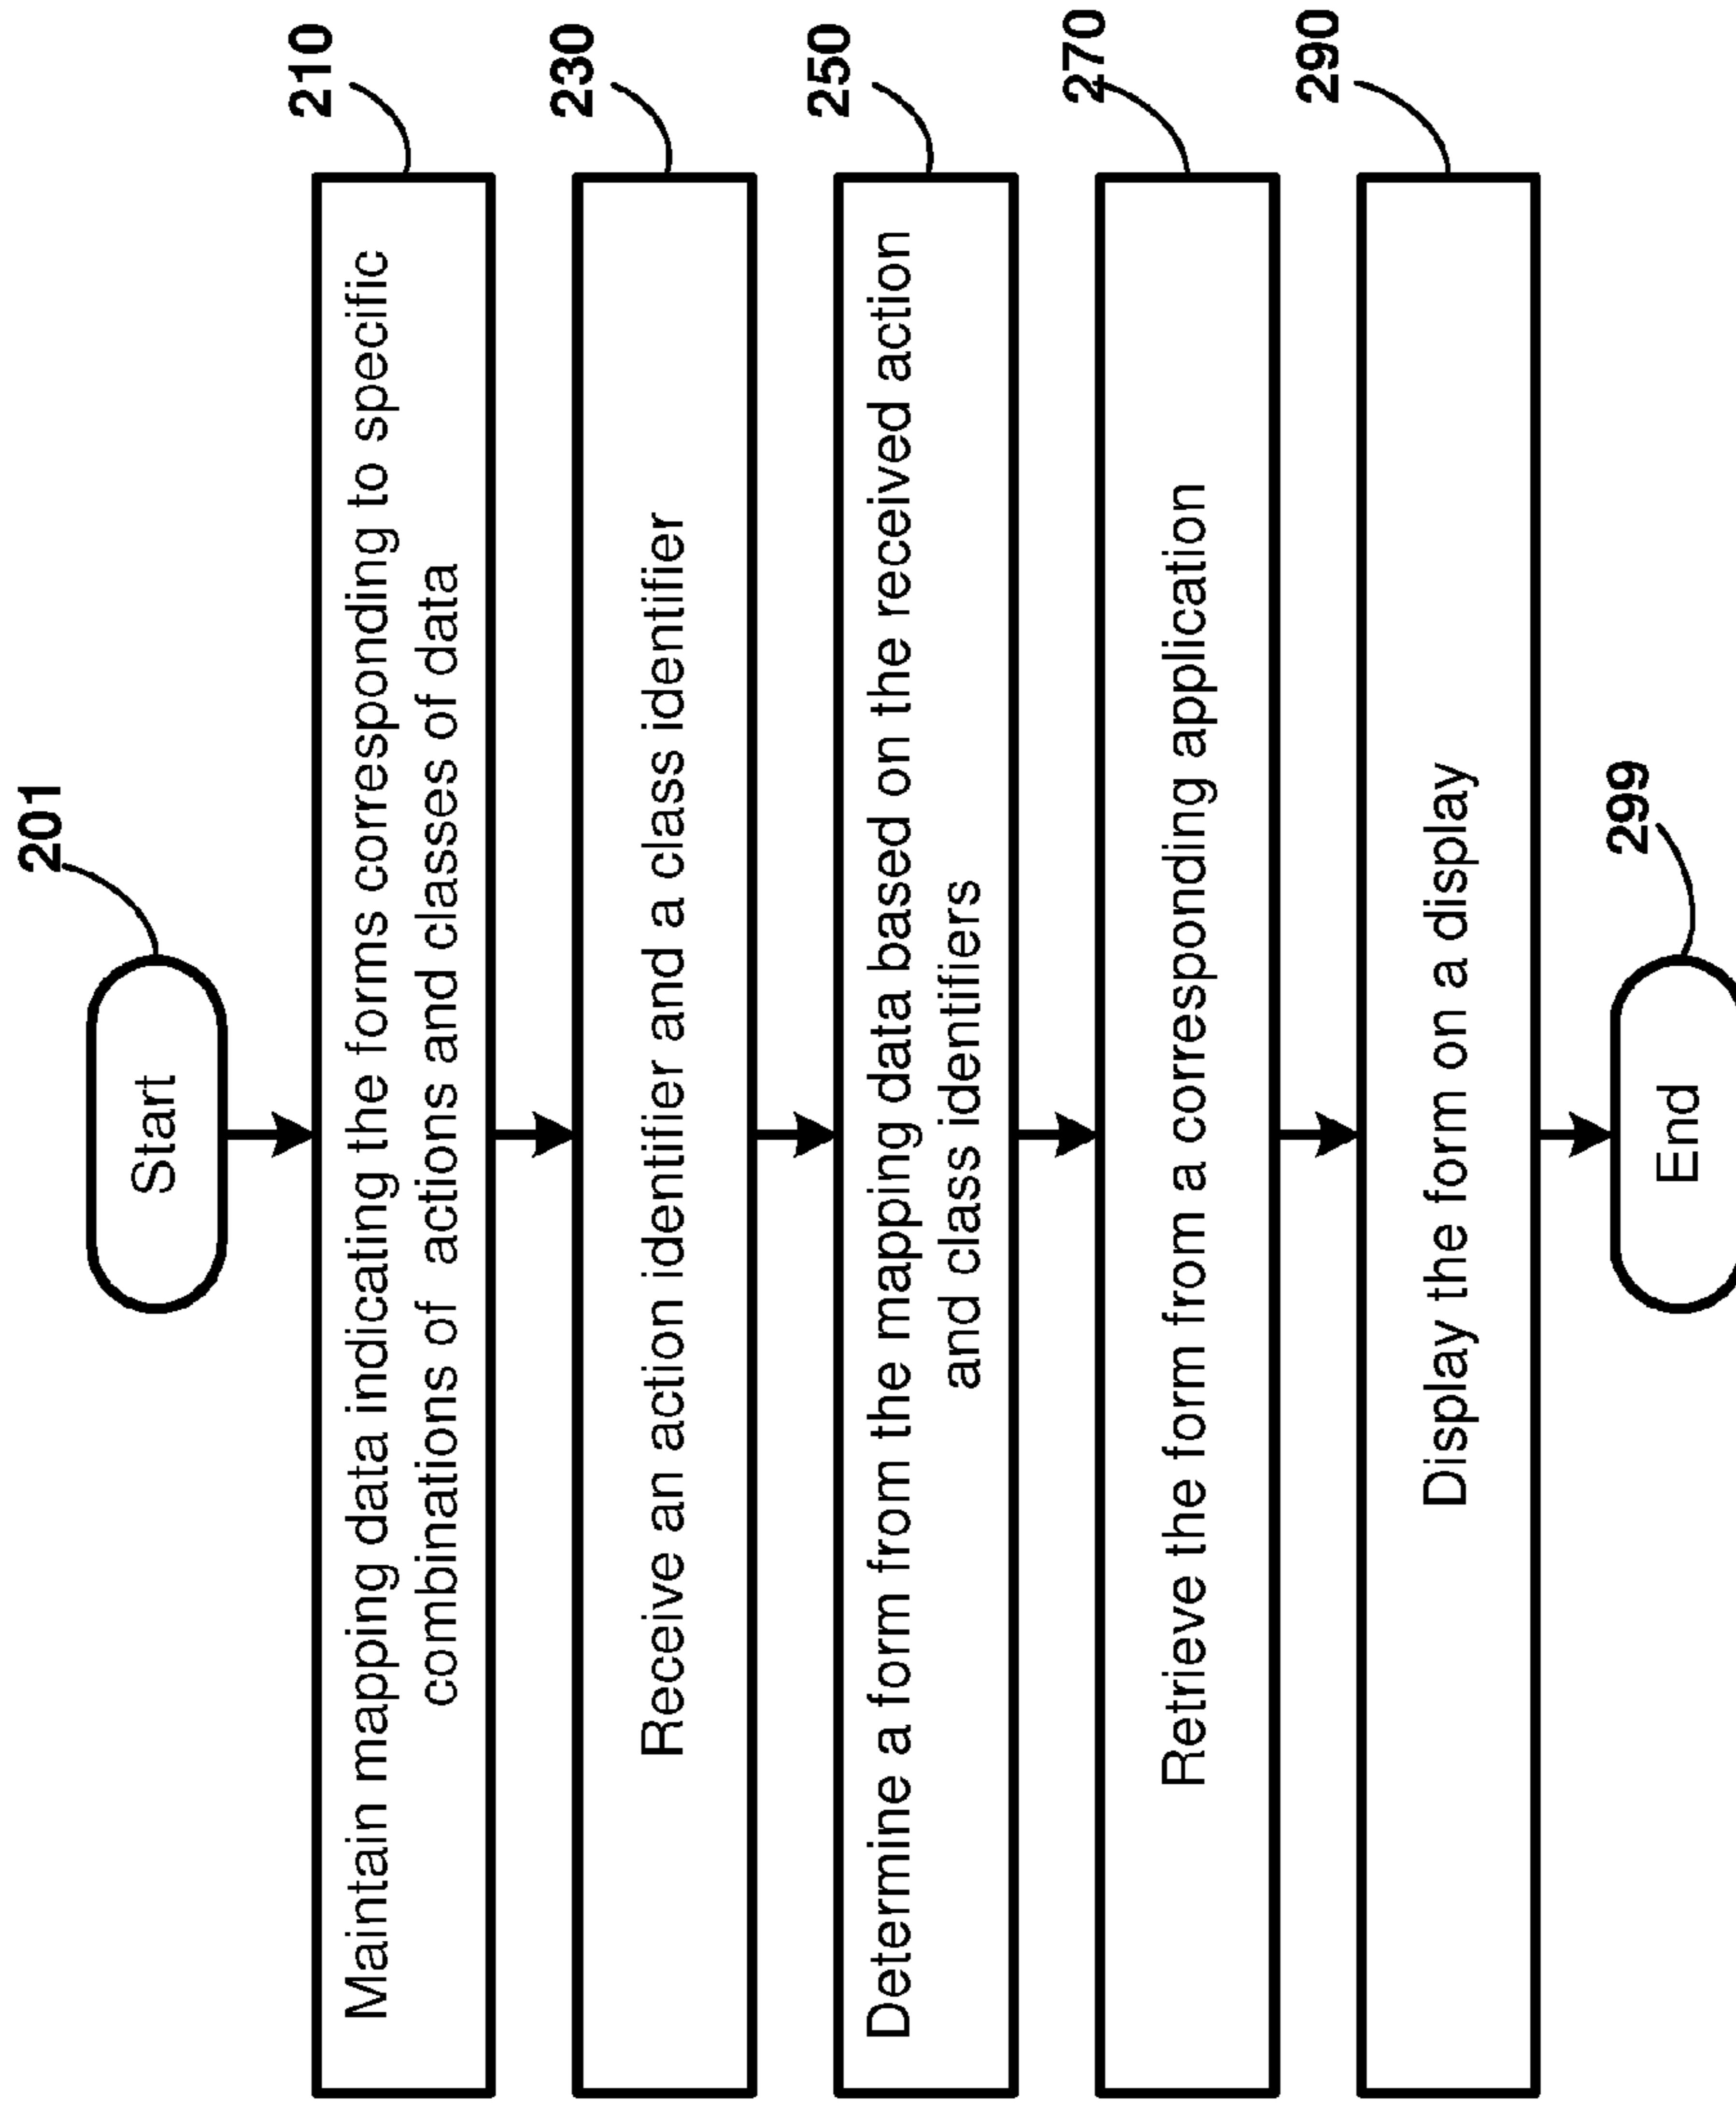 201
Start
210
Maintain mapping data indicating the forms corresponding to specific
combinations of actions and classes of data
230
Receive an action identifier and a class identifier
250
Determine a form from the mapping data based on the received action
and class identifiers
270
Retrieve the form from a corresponding application
290
Display the form on a display
299
End